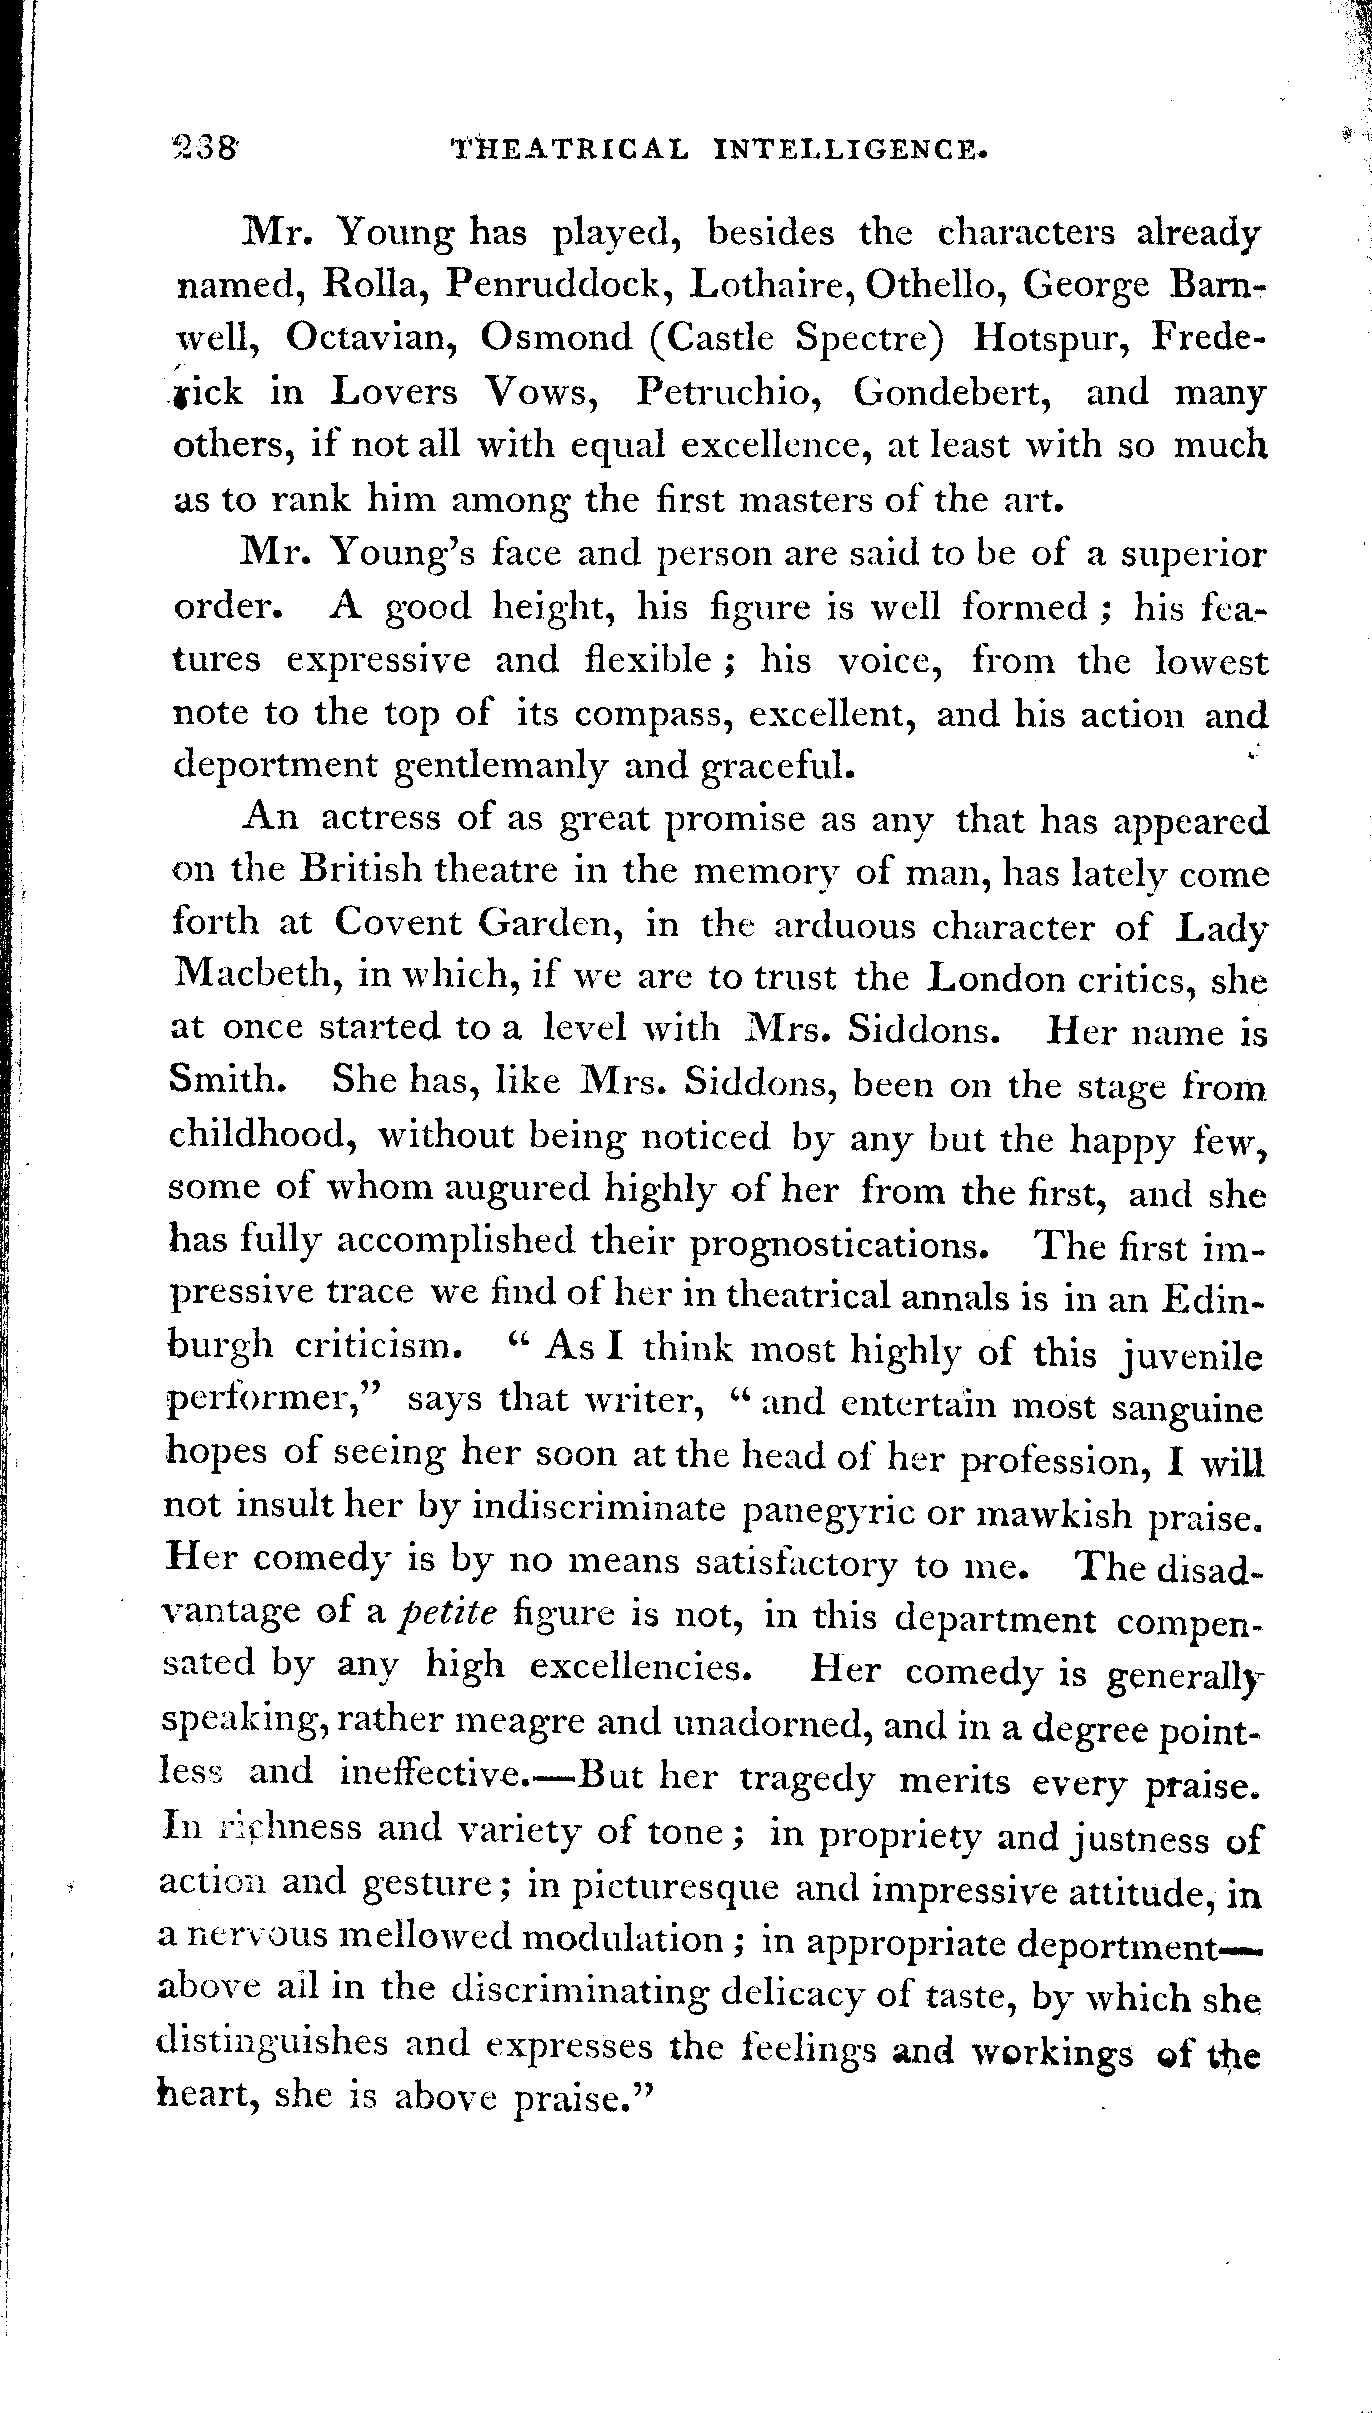 238 THEATRICAL INTELLIGENCE.
Mr. Young has played, besides the characters already
named, Rolla, Penruddock, Lothaire, Othello, George Barn-
well, Octavian, Osmond (Castle Spectre) Hotspur, Frede-
rick in Lovers Vows, Petruchio, Gondebert, and many
others, if not all with equal excellence, at least with so much
as to rank him among the first masters of the art.
Mr. Young's face and person are said to be of a superior
order. A good height, his figure is well formed ; his fea-
tures expressive and flexible ; his voice, from the lowest
note to the top of its compass, excellent, and his action and
deportment gentlemanly and graceful.
An actress of as great promise as any that has appeared
on the British theatre in the memory of man, has lately come
forth at Covent Garden, in the arduous character of Lady
Macbeth, in which, if we are to trust the London critics, she
at once started to a level with Mrs. Siddons. Her name is
Smith. She has, like Mrs. Siddons, been on the stage from
childhood, without being noticed by any but the happy few,
some of whom augured highly of her from the first, and she
has fully accomplished their prognostications. The first im-
pressive trace we find of her in theatrical annals is in an Edin-
burgh criticism. “ As I think most highly of this juvenile
performer,” says that writer, “ and entertain most sanguine
hopes of seeing her soon at the head of her profession, I will
not insult her by indiscriminate panegyric or mawkish praise.
Her comedy is by no means satisfactory to me. The disad-
vantage of a petite figure is not, in this department compen-
sated by any high excellencies. Her comedy is generally
speaking, rather meagre and unadorned, and in a degree point-
less and ineffective.—But her tragedy merits every praise.
In richness and variety of tone ; in propriety and justness of
action and gesture ; in picturesque and impressive attitude, in
a nervous mellowed modulation ; in appropriate deportment—
above all in the discriminating delicacy of taste, by which she
distinguishes and expresses the feelings and workings of the
heart, she is above praise.”